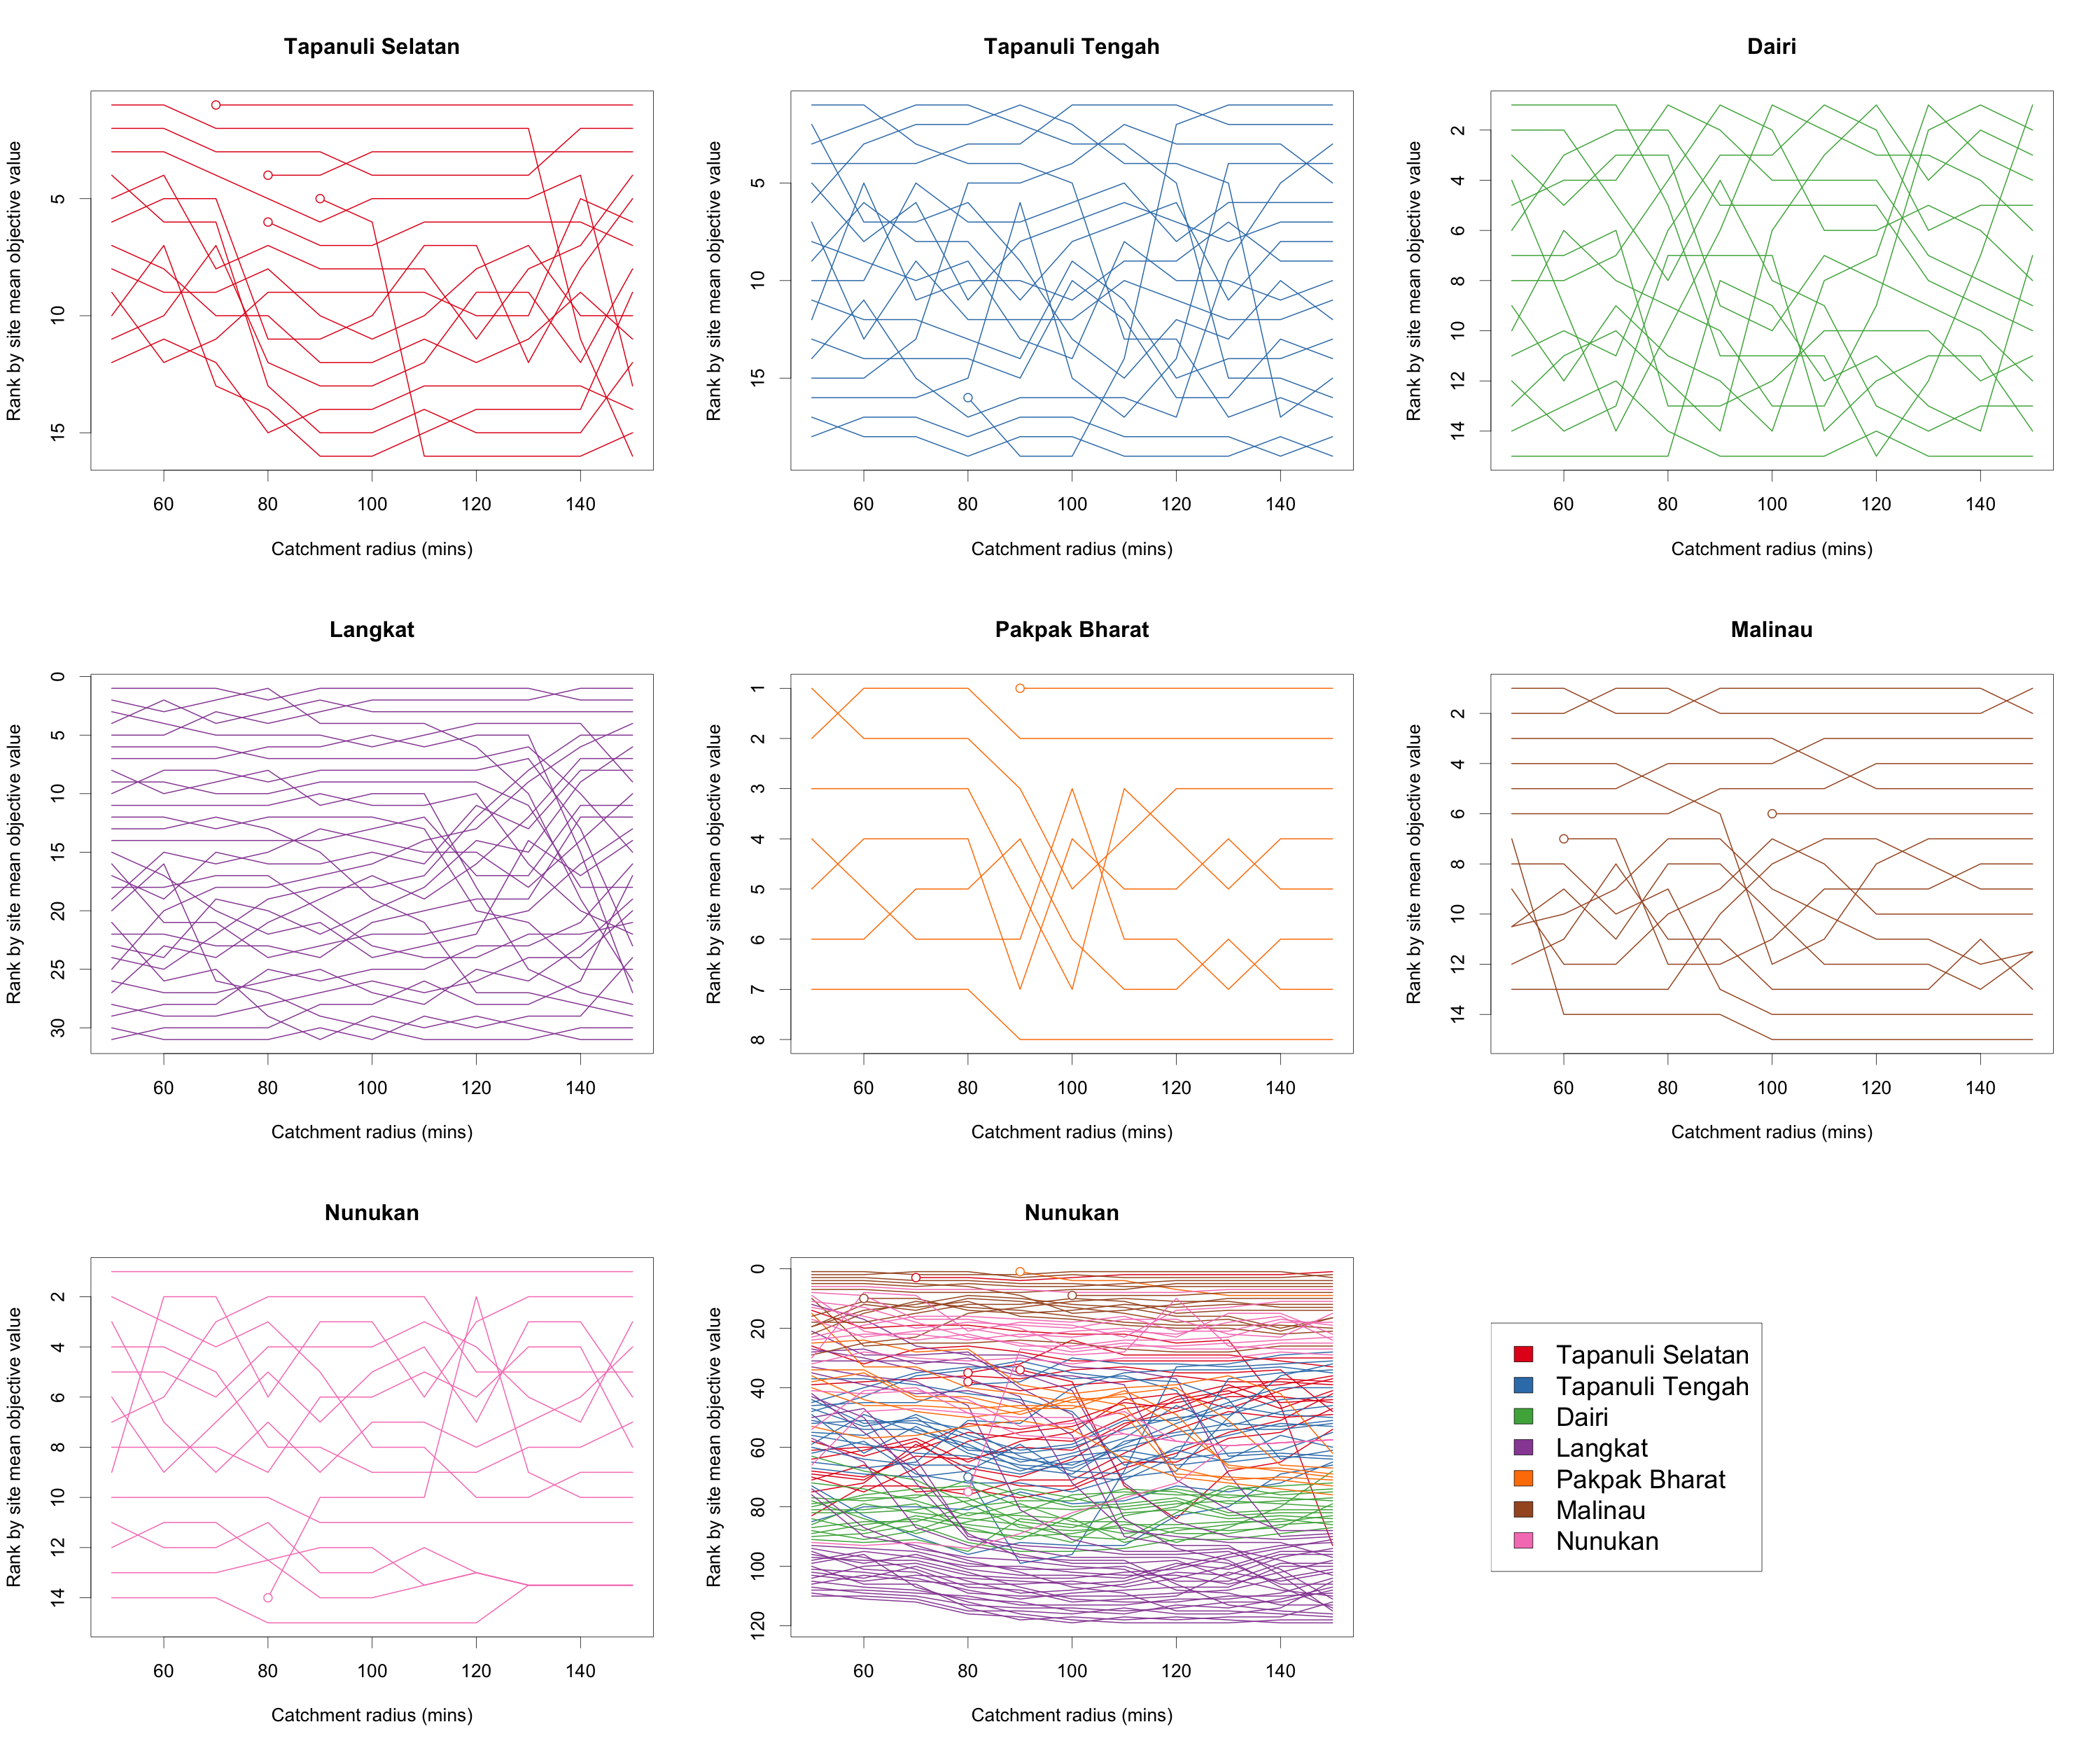 Tapanuli Selatan
Rank by site mean objective value
5
10
15
60 80 100 120 140
Catchment radius (mins)
Tapanuli Tengah
Rank by site mean objective value
5
10
15
60 80 100 120 140
Catchment radius (mins)
Dairi
Rank by site mean objective value
2
4
6
8
10
12
14
60 80 100 120 140
Catchment radius (mins)
Langkat
Rank by site mean objective value
0
5
10
15
20
25
30
60 80 100 120 140
Catchment radius (mins)
Pakpak Bharat
Rank by site mean objective value
1
2
3
4
5
6
7
8
60 80 100 120 140
Catchment radius (mins)
Malinau
Rank by site mean objective value
2
4
6
8
10
12
14
60 80 100 120 140
Catchment radius (mins)
Nunukan
Rank by site mean objective value
2
4
6
8
10
12
14
60 80 100 120 140
Catchment radius (mins)
Nunukan
Rank by site mean objective value
0
20
40
60
80
100
120
60 80 100 120 140
Catchment radius (mins)
Tapanuli Selatan
Tapanuli Tengah
Dairi
Langkat
Pakpak Bharat
Malinau
Nunukan